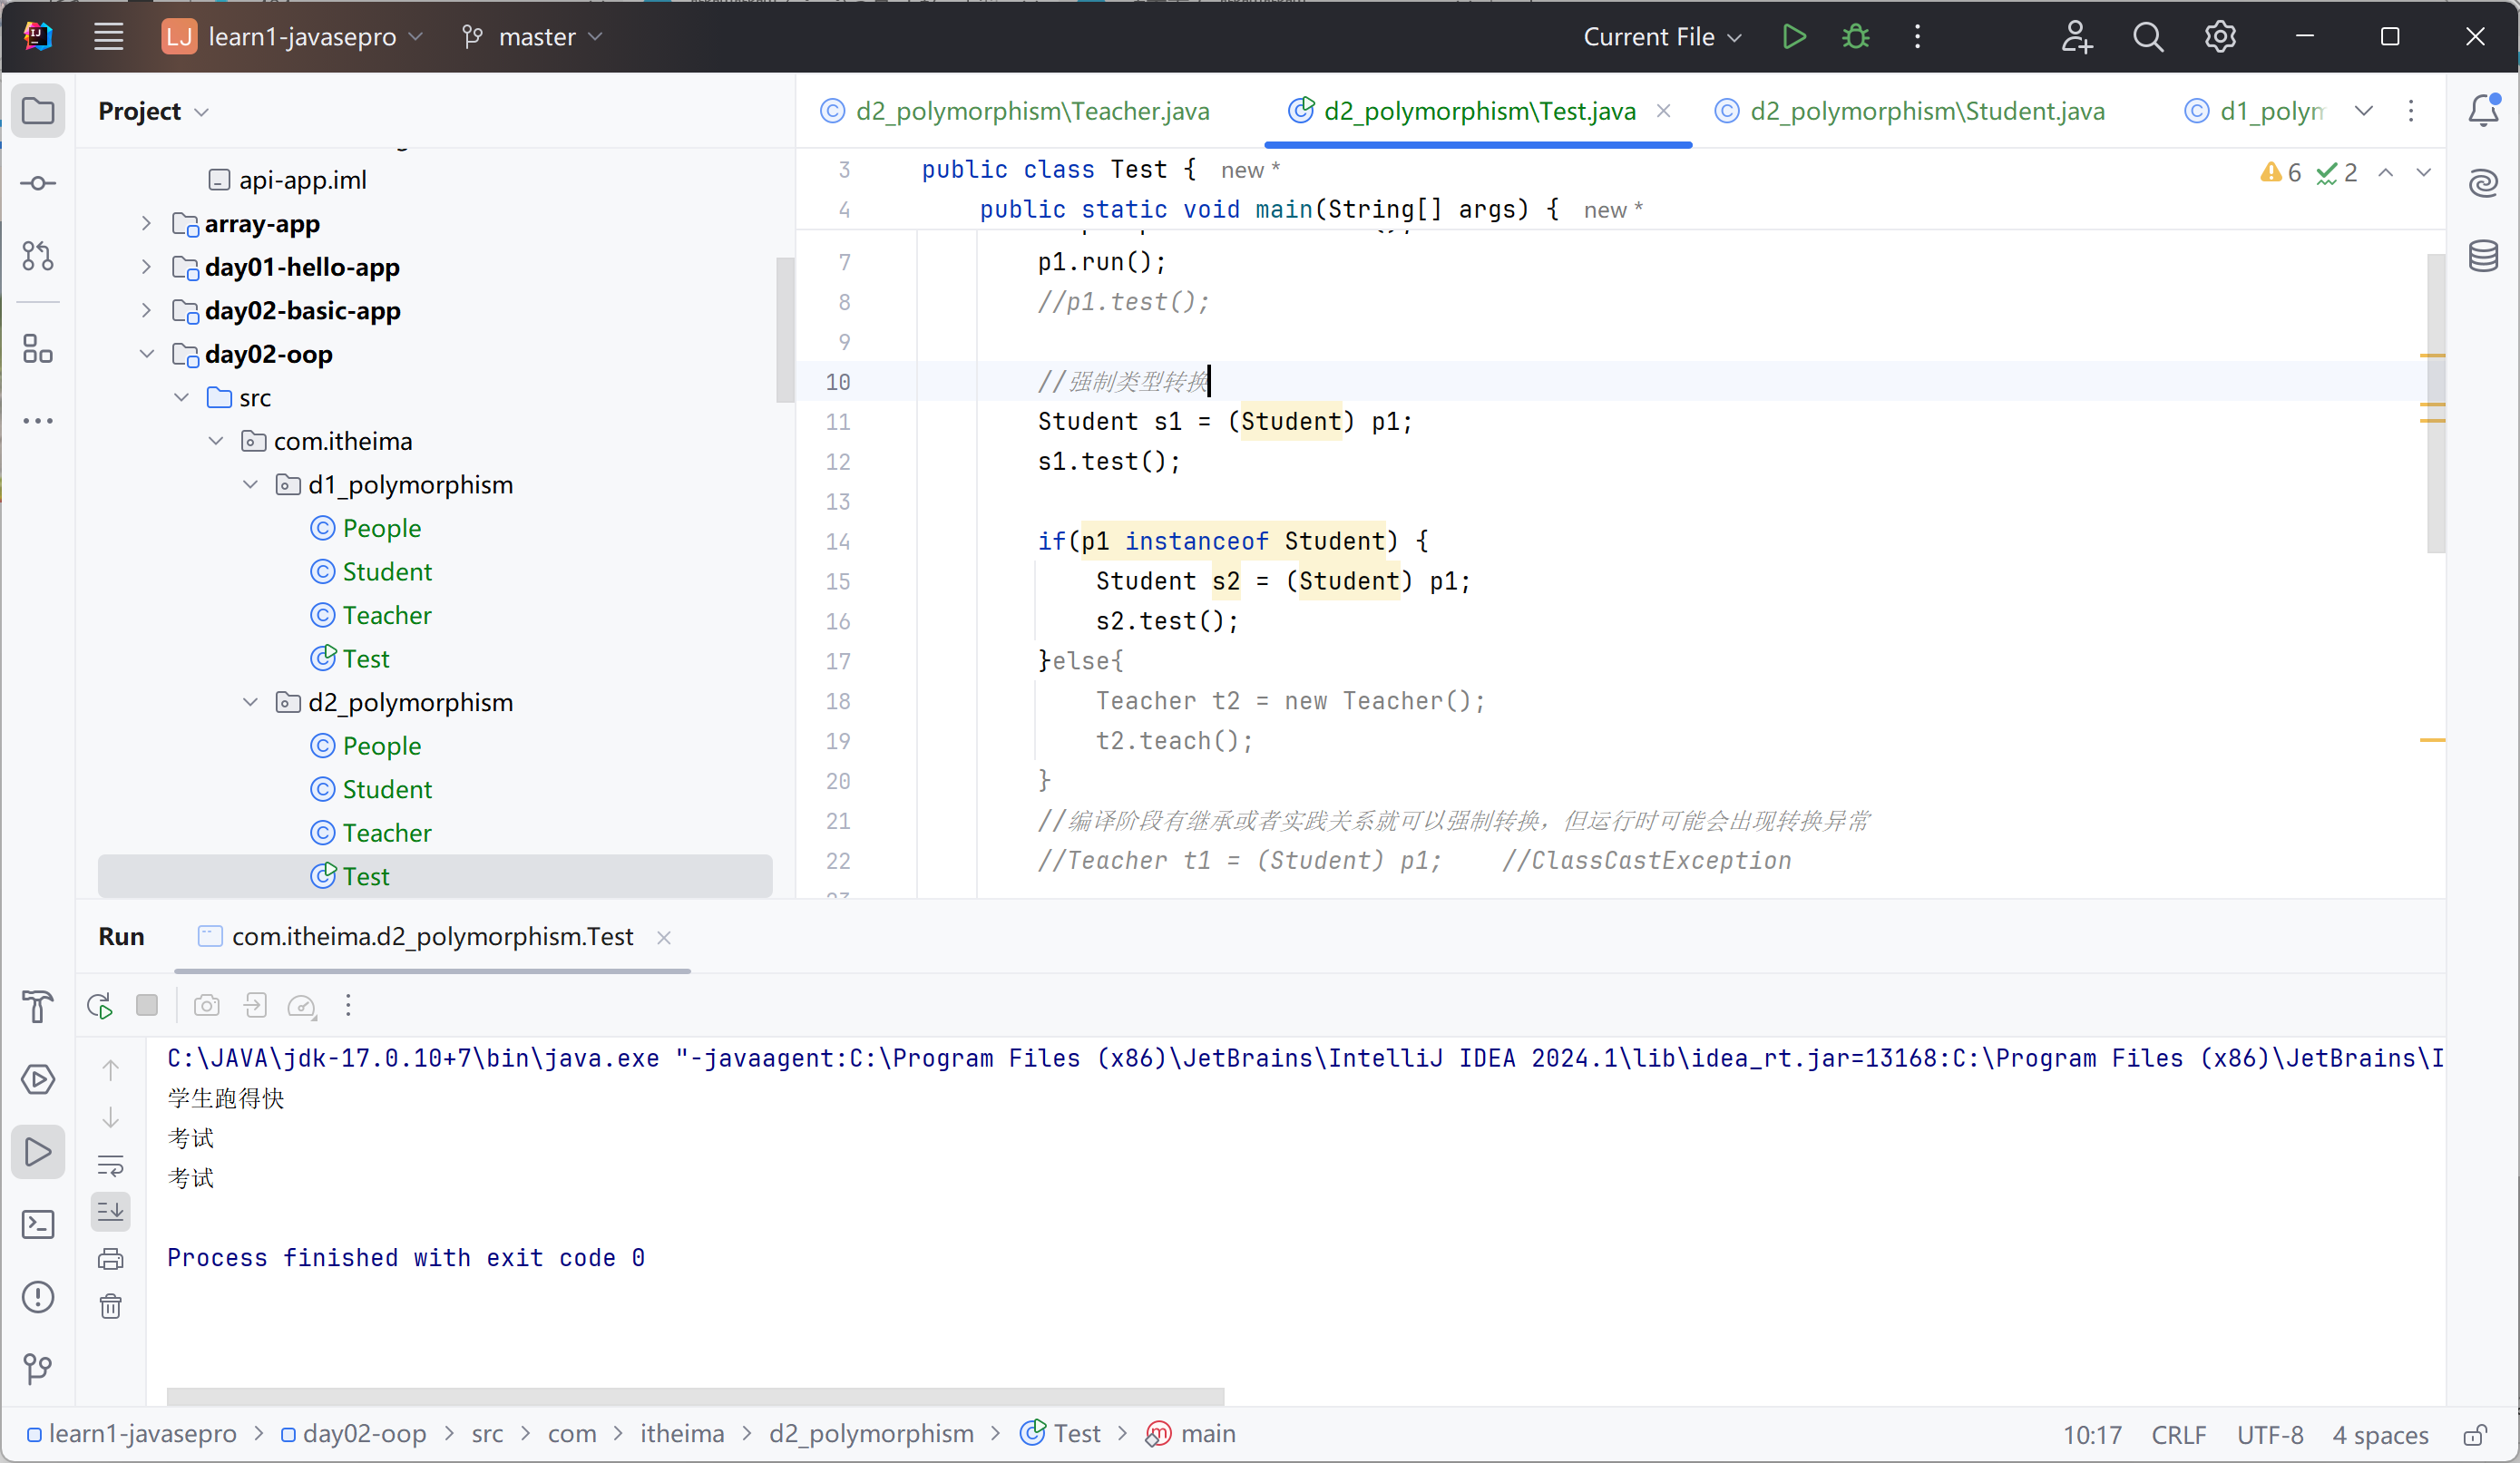 LJ learn1-javasepro master Current File
Project
api-app.iml
array-app
day01-hello-app
day02-basic-app
day02-oop
src
com.itheima
d1_polymorphism
People
Student
Teacher
Test
d2_polymorphism
People
Student
Teacher
Test
d2_polymorphism\Teacher.java d2_polymorphism\Test.java d2_polymorphism\Student.java d1_polym
6 2
3 public class Test { new *
4 public static void main(String[] args) { new *
7 p1.run();
8 //p1.test();
9
10 //强制类型转换
11 Student s1 = (Student) p1;
12 s1.test();
13
14 if(p1 instanceof Student) {
15 Student s2 = (Student) p1;
16 s2.test();
17 }else{
18 Teacher t2 = new Teacher();
19 t2.teach();
20 }
21 //编译阶段有继承或者实践关系就可以强制转换，但运行时可能会出现转换异常
22 //Teacher t1 = (Student) p1; //ClassCastException
Run com.itheima.d2_polymorphism.Test
C:\JAVA\jdk-17.0.10+7\bin\java.exe "-javaagent:C:\Program Files (x86)\JetBrains\IntelliJ IDEA 2024.1\lib\idea_rt.jar=13168:C:\Program Files (x86)\JetBrains\I
学生跑得快
考试
考试
Process finished with exit code 0
learn1-javasepro > day02-oop > src > com > itheima > d2_polymorphism > Test > main 10:17 CRLF UTF-8 4 spaces